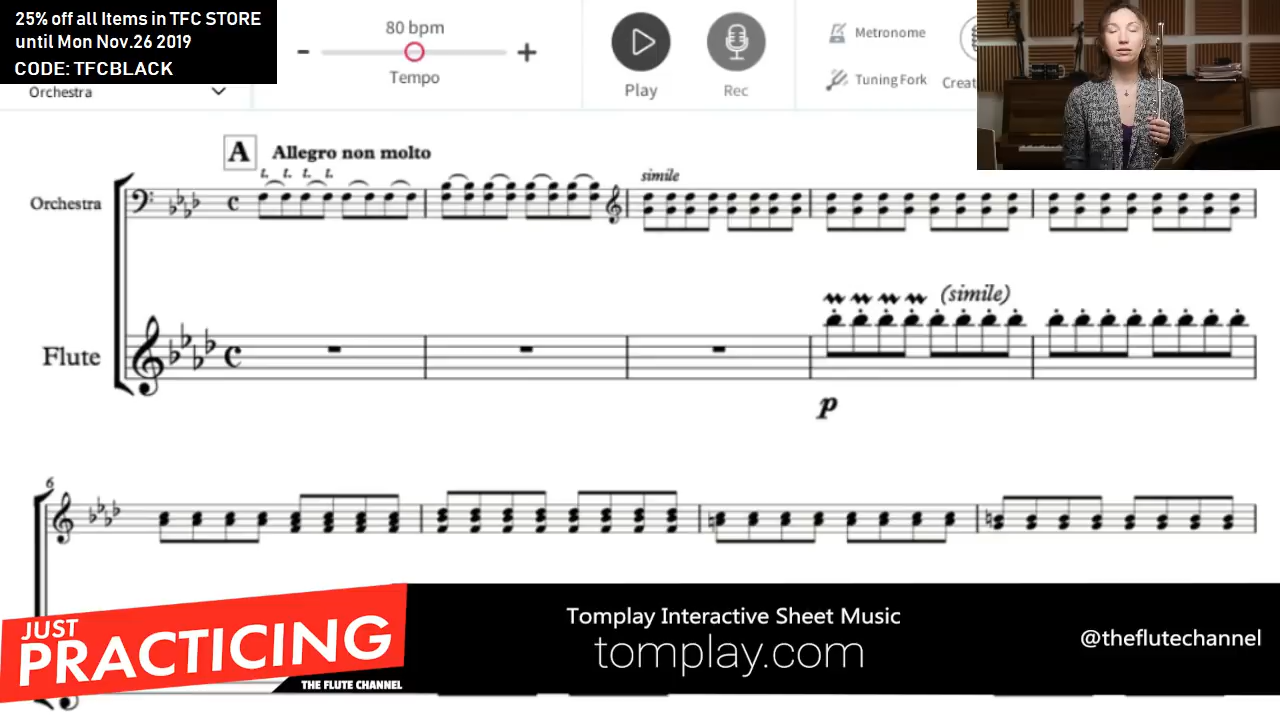 25% off all Items in TFC STORE
until Mon Nov.26 2019
CODE: TFCBLACK
Orchestra
80 bpm
Tempo
Play
Rec
Metronome
Tuning Fork
Creat
A Allegro non molto
t. t. t. t.
simile
Orchestra
(simile)
Flute
p
6
JUST
PRACTICING
THE FLUTE CHANNEL
Tomplay Interactive Sheet Music
tomplay.com
@theflutechannel